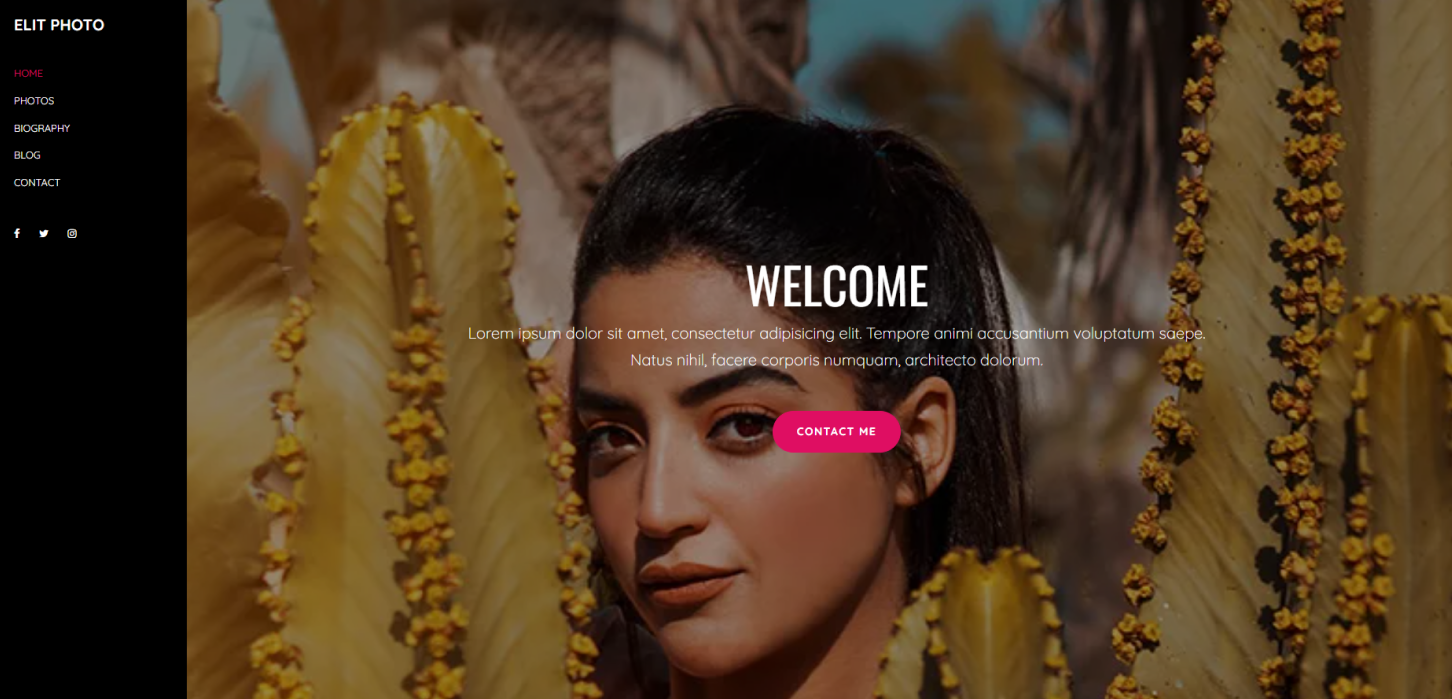 ELIT PHOTO
HOME
PHOTOS
BIOGRAPHY
BLOG
CONTACT
WELCOME
Lorem ipsum dolor sit amet, consectetur adipisicing elit. Tempore animi accusantium voluptatum saepe.
Natus nihil, facere corporis numquam, architecto dolorum.
CONTACT ME